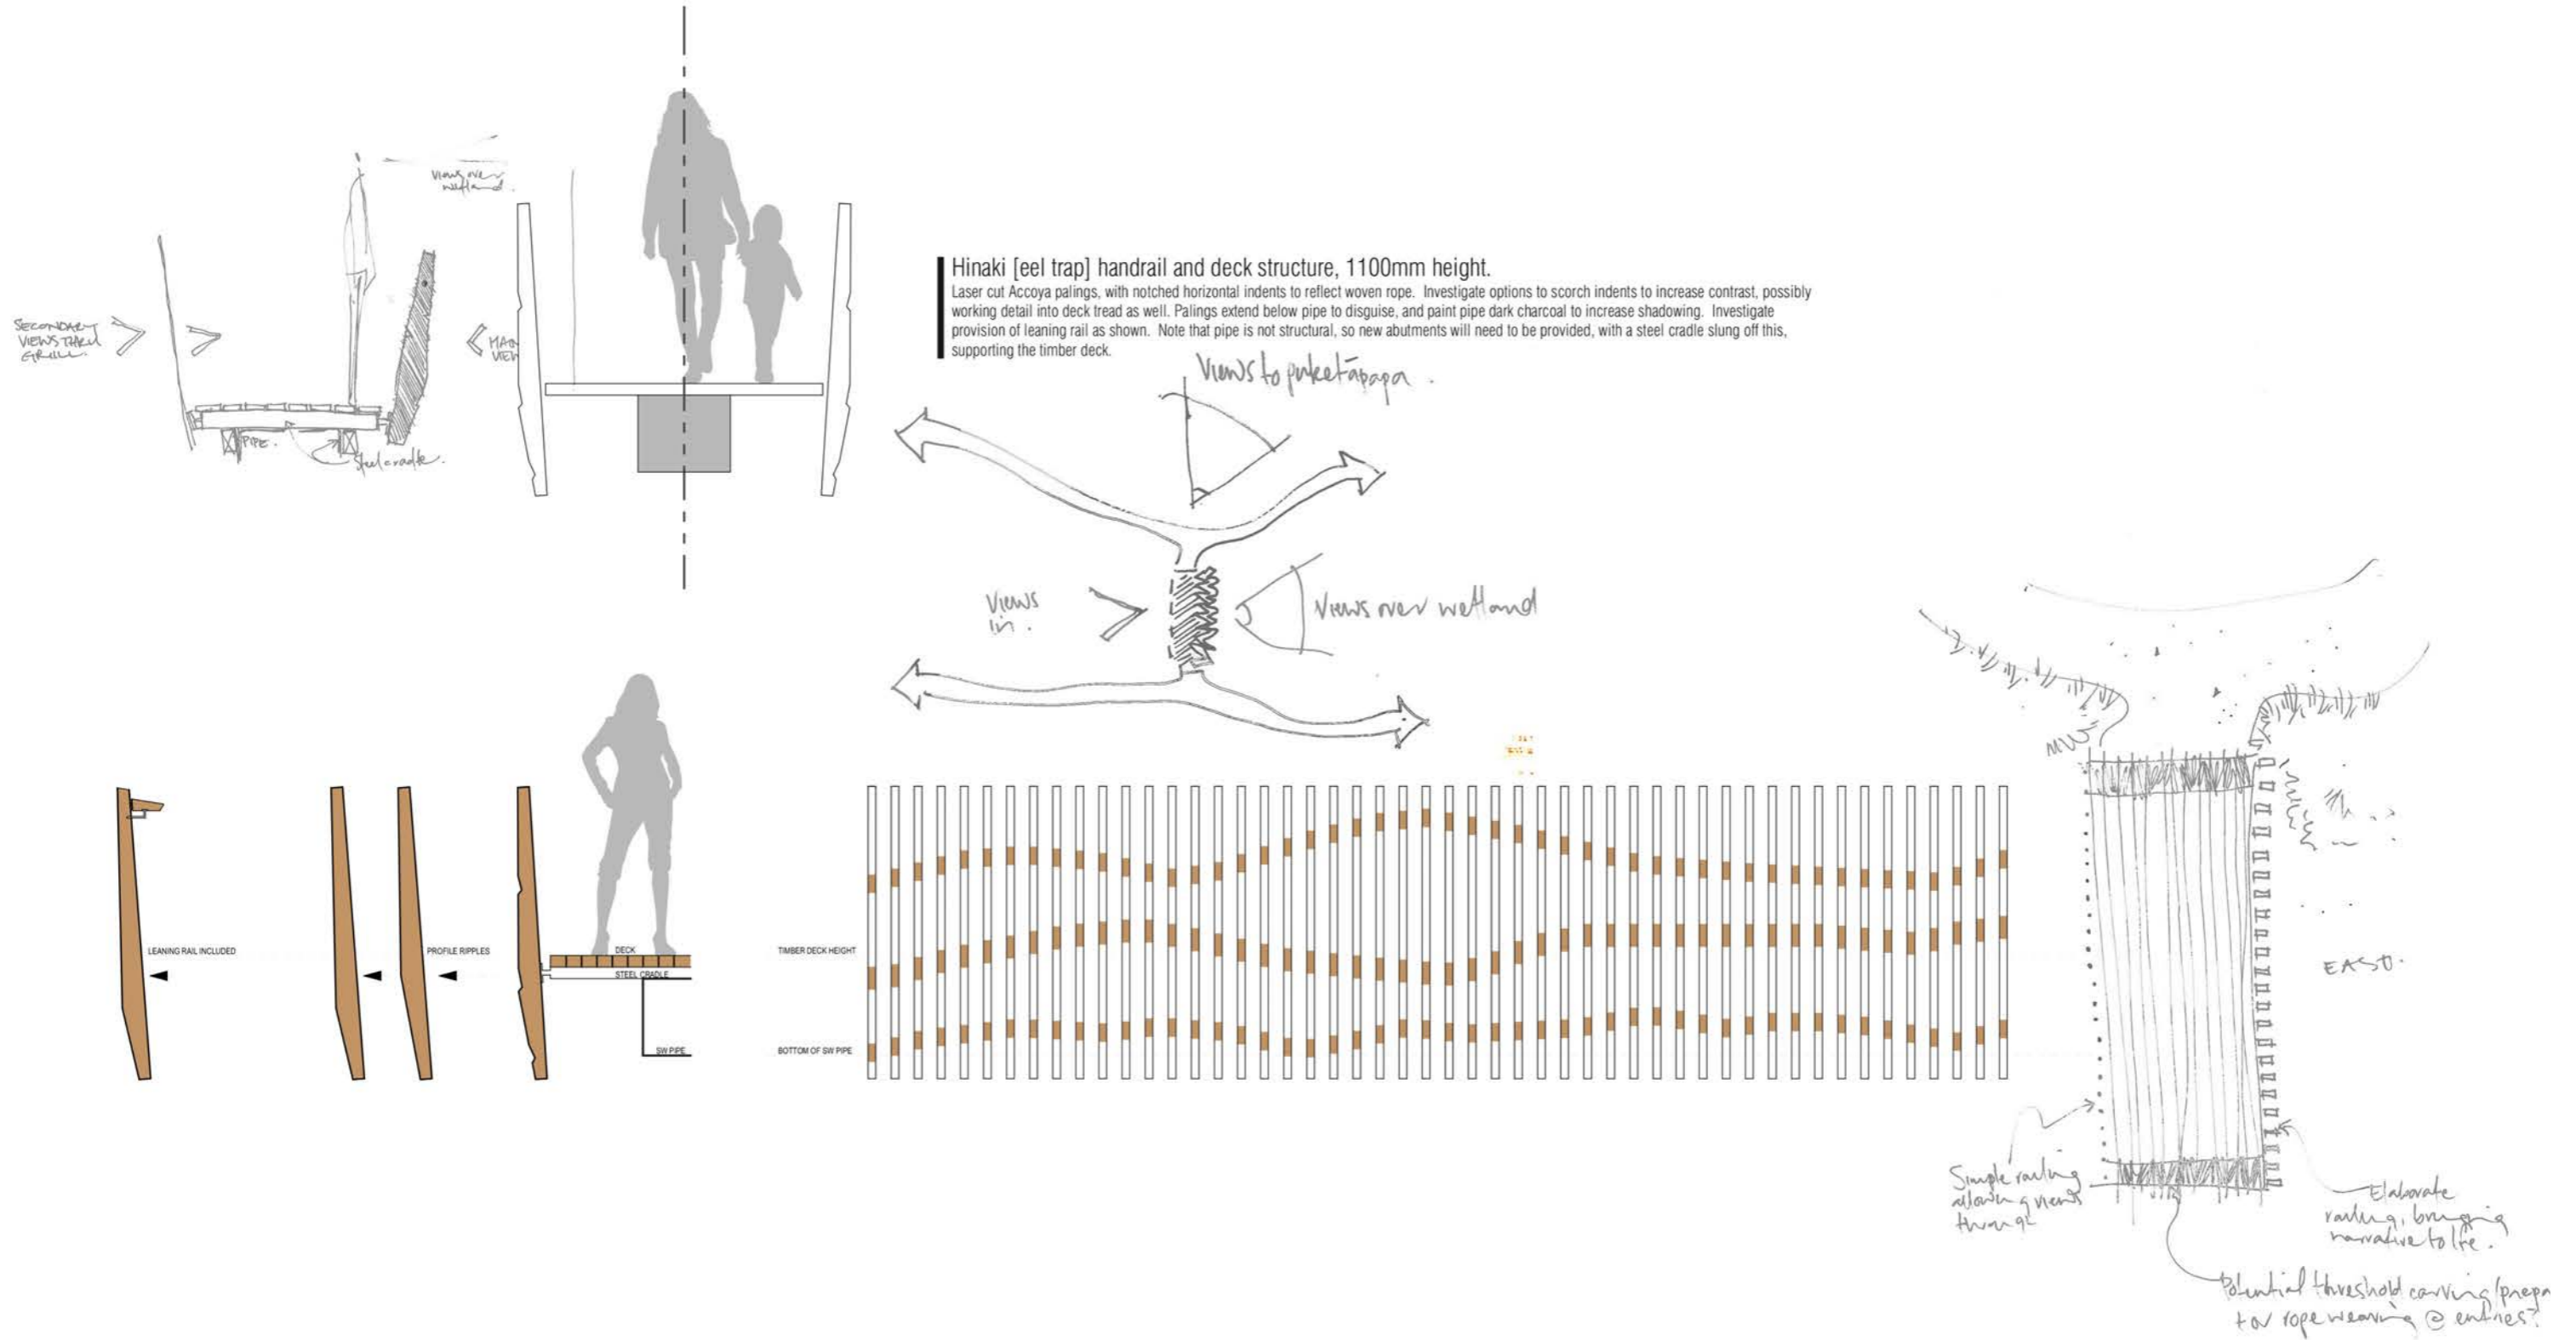 views over
wetland.
SECONDARY
VIEWS THRU
GRILL.
MAIN
VIEW
PIPE.
Steel cradle.
Hinaki [eel trap] handrail and deck structure, 1100mm height.
Laser cut Accoya palings, with notched horizontal indents to reflect woven rope. Investigate options to scorch indents to increase contrast, possibly
working detail into deck tread as well. Palings extend below pipe to disguise, and paint pipe dark charcoal to increase shadowing. Investigate
provision of leaning rail as shown. Note that pipe is not structural, so new abutments will need to be provided, with a steel cradle slung off this,
supporting the timber deck.
Views to puketāpapa.
Views
in.
Views over wetland
LEANING RAIL INCLUDED
PROFILE RIPPLES
DECK
STEEL CRADLE
SW PIPE
TIMBER DECK HEIGHT
BOTTOM OF SW PIPE
EAST.
Simple railing
allowing views
through
Elaborate
railing, bringing
narrative to life.
Potential threshold carving/
for rope weaving @ entries?